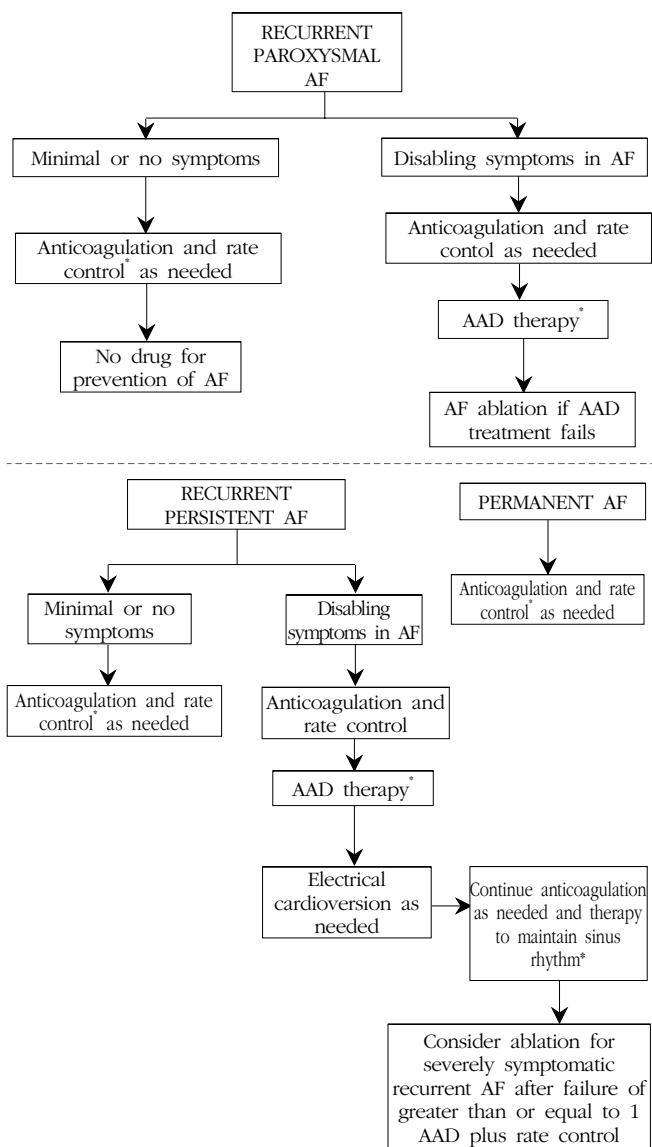 RECURRENT
PAROXYSMAL
AF
Minimal or no symptoms
Disabling symptoms in AF
Anticoagulation and rate
control* as needed
Anticoagulation and rate
contol as needed
No drug for
prevention of AF
AAD therapy*
AF ablation if AAD
treatment fails
RECURRENT
PERSISTENT AF
PERMANENT AF
Minimal or no
symptoms
Disabling
symptoms in AF
Anticoagulation and rate
control* as needed
Anticoagulation and rate
control* as needed
Anticoagulation and
rate control
AAD therapy*
Electrical
cardioversion as
needed
Continue anticoagulation
as needed and therapy
to maintain sinus
rhythm*
Consider ablation for
severely symptomatic
recurrent AF after failure of
greater than or equal to 1
AAD plus rate control